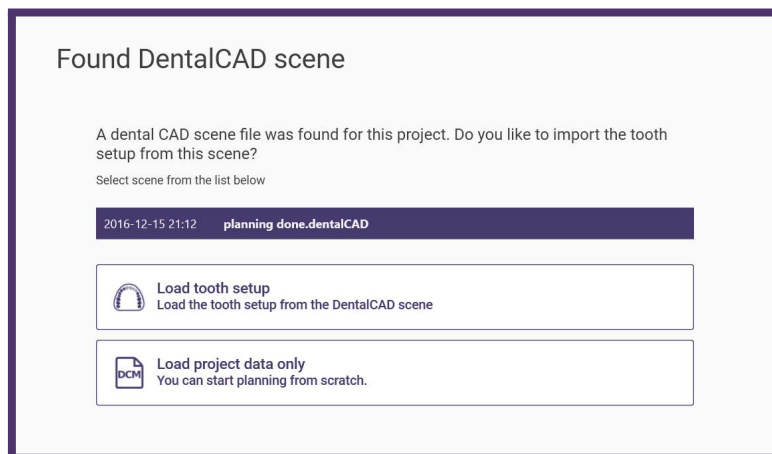 Found DentalCAD scene
A dental CAD scene file was found for this project. Do you like to import the tooth
setup from this scene?
Select scene from the list below
2016-12-15 21:12 planning done.dentalCAD
Load tooth setup
Load the tooth setup from the DentalCAD scene
DCM
Load project data only
You can start planning from scratch.